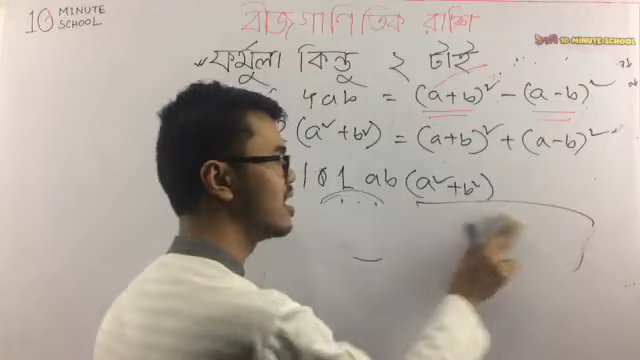 10 MINUTE SCHOOL
বীজগাণিতিক রাশি
10 MINUTE SCHOOL
ফর্মুলা কিন্তু ২ টাই
4ab = (a+b)² - (a-b)²
(a²+b²) = (a+b)² + (a-b)²
ab (a²+b²)